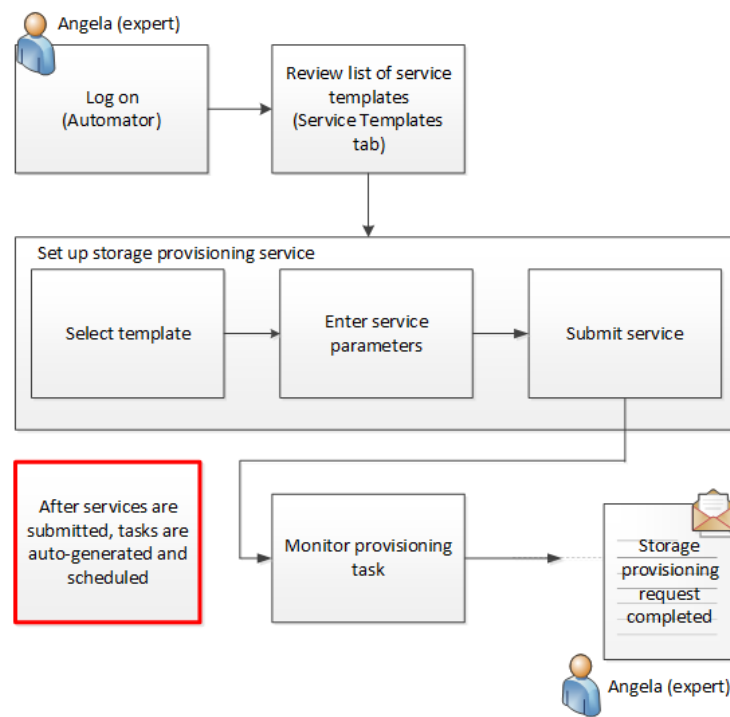 Angela (expert)
Log on
(Automator)
Review list of service
templates
(Service Templates
tab)
Set up storage provisioning service
Select template
Enter service
parameters
Submit service
After services are
submitted, tasks are
auto-generated and
scheduled
Monitor provisioning
task
Storage
provisioning
request
completed
Angela (expert)